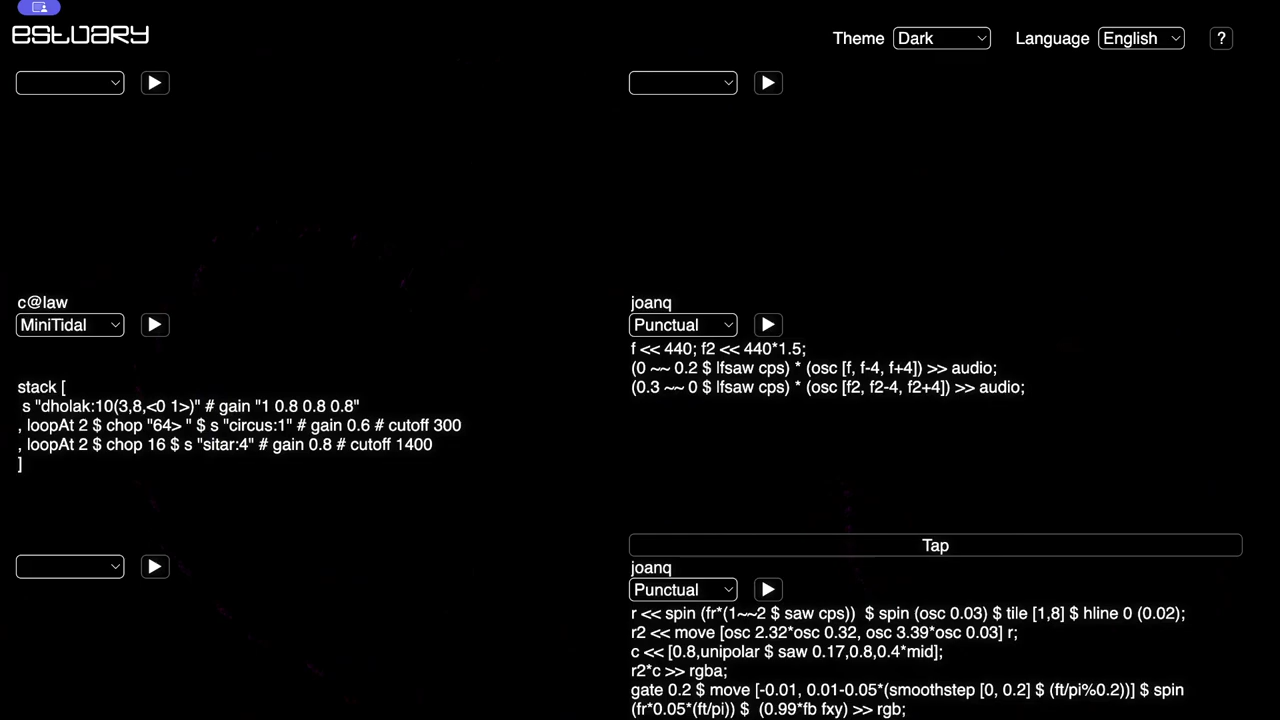 estuary
Theme Dark Language English ?
c@law
MiniTidal
stack [
s "dholak:10(3,8,<0 1>)" # gain "1 0.8 0.8 0.8"
, loopAt 2 $ chop "64> " $ s "circus:1" # gain 0.6 # cutoff 300
, loopAt 2 $ chop 16 $ s "sitar:4" # gain 0.8 # cutoff 1400
]
joanq
Punctual
f << 440; f2 << 440*1.5;
(0 ~~ 0.2 $ lfsaw cps) * (osc [f, f-4, f+4]) >> audio;
(0.3 ~~ 0 $ lfsaw cps) * (osc [f2, f2-4, f2+4]) >> audio;
Tap
joanq
Punctual
r << spin (fr*(1~~2 $ saw cps))  $ spin (osc 0.03) $ tile [1,8] $ hline 0 (0.02);
r2 << move [osc 2.32*osc 0.32, osc 3.39*osc 0.03] r;
c << [0.8,unipolar $ saw 0.17,0.8,0.4*mid];
r2*c >> rgba;
gate 0.2 $ move [-0.01, 0.01-0.05*(smoothstep [0, 0.2] $ (ft/pi%0.2))] $ spin
(fr*0.05*(ft/pi)) $  (0.99*fb fxy) >> rgb;